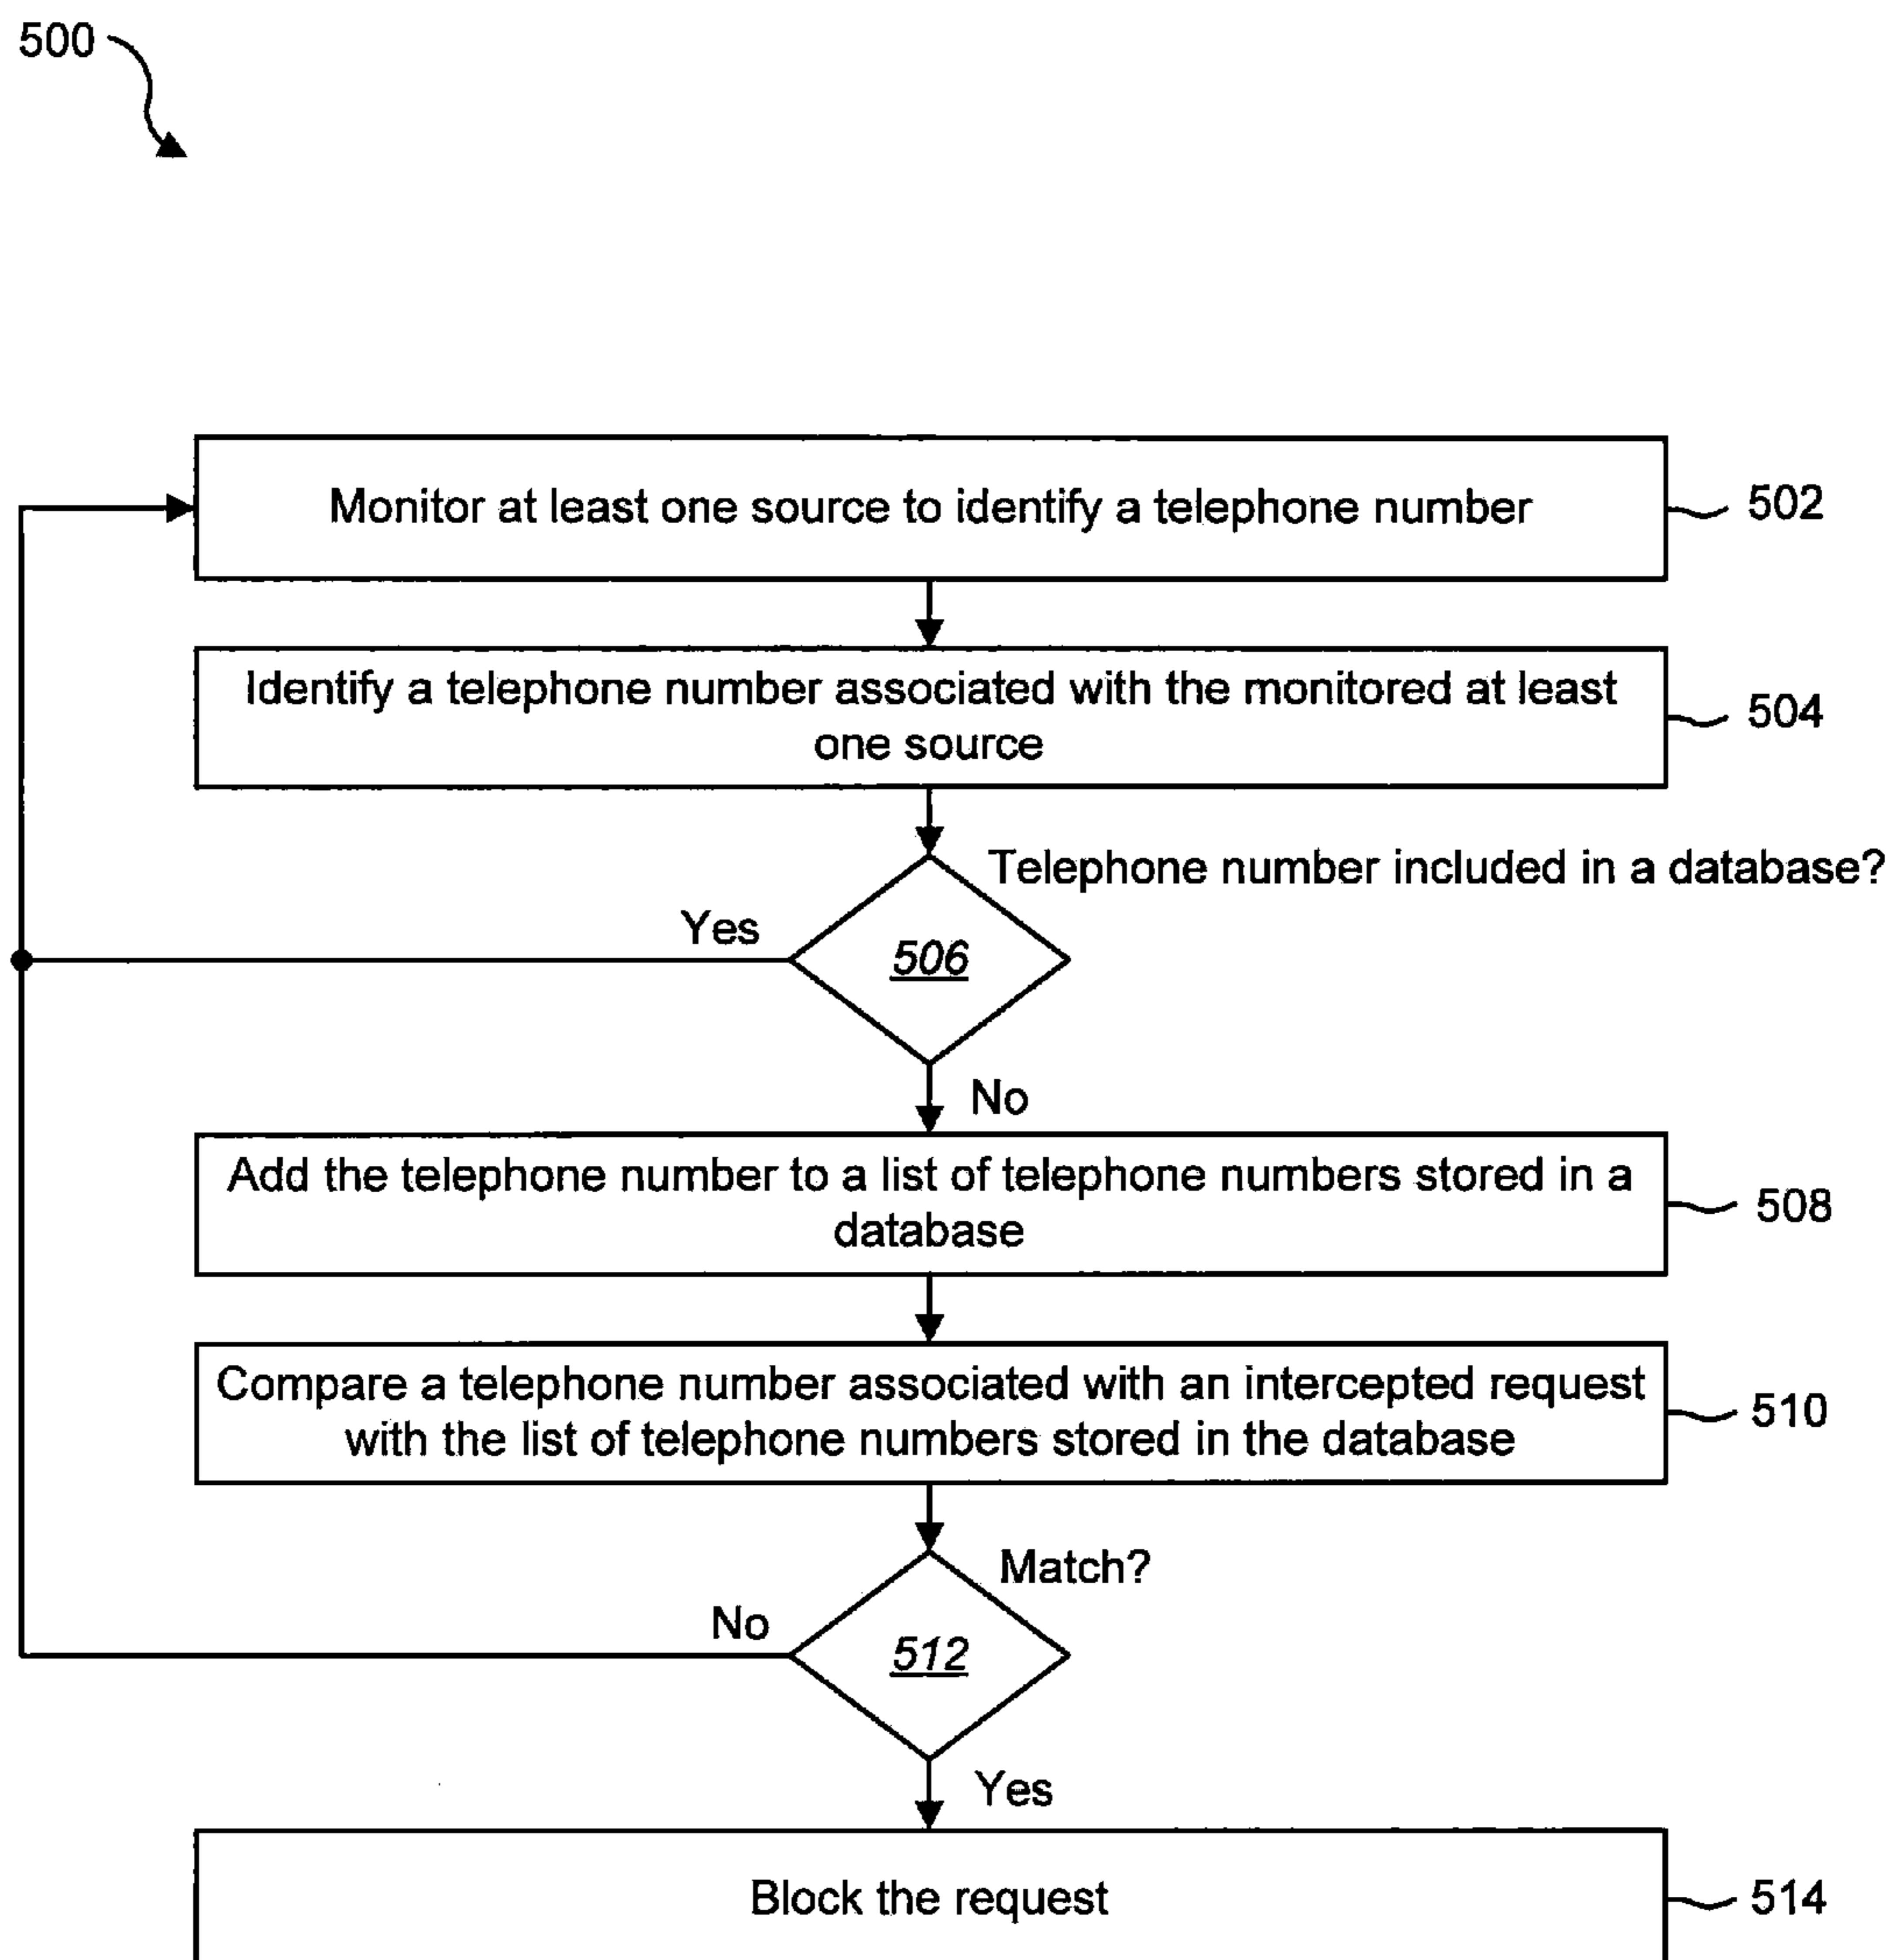 500
Monitor at least one source to identify a telephone number
502
Identify a telephone number associated with the monitored at least
one source
504
Telephone number included in a database?
Yes
506
No
Add the telephone number to a list of telephone numbers stored in a
database
508
Compare a telephone number associated with an intercepted request
with the list of telephone numbers stored in the database
510
Match?
No
512
Yes
Block the request
514